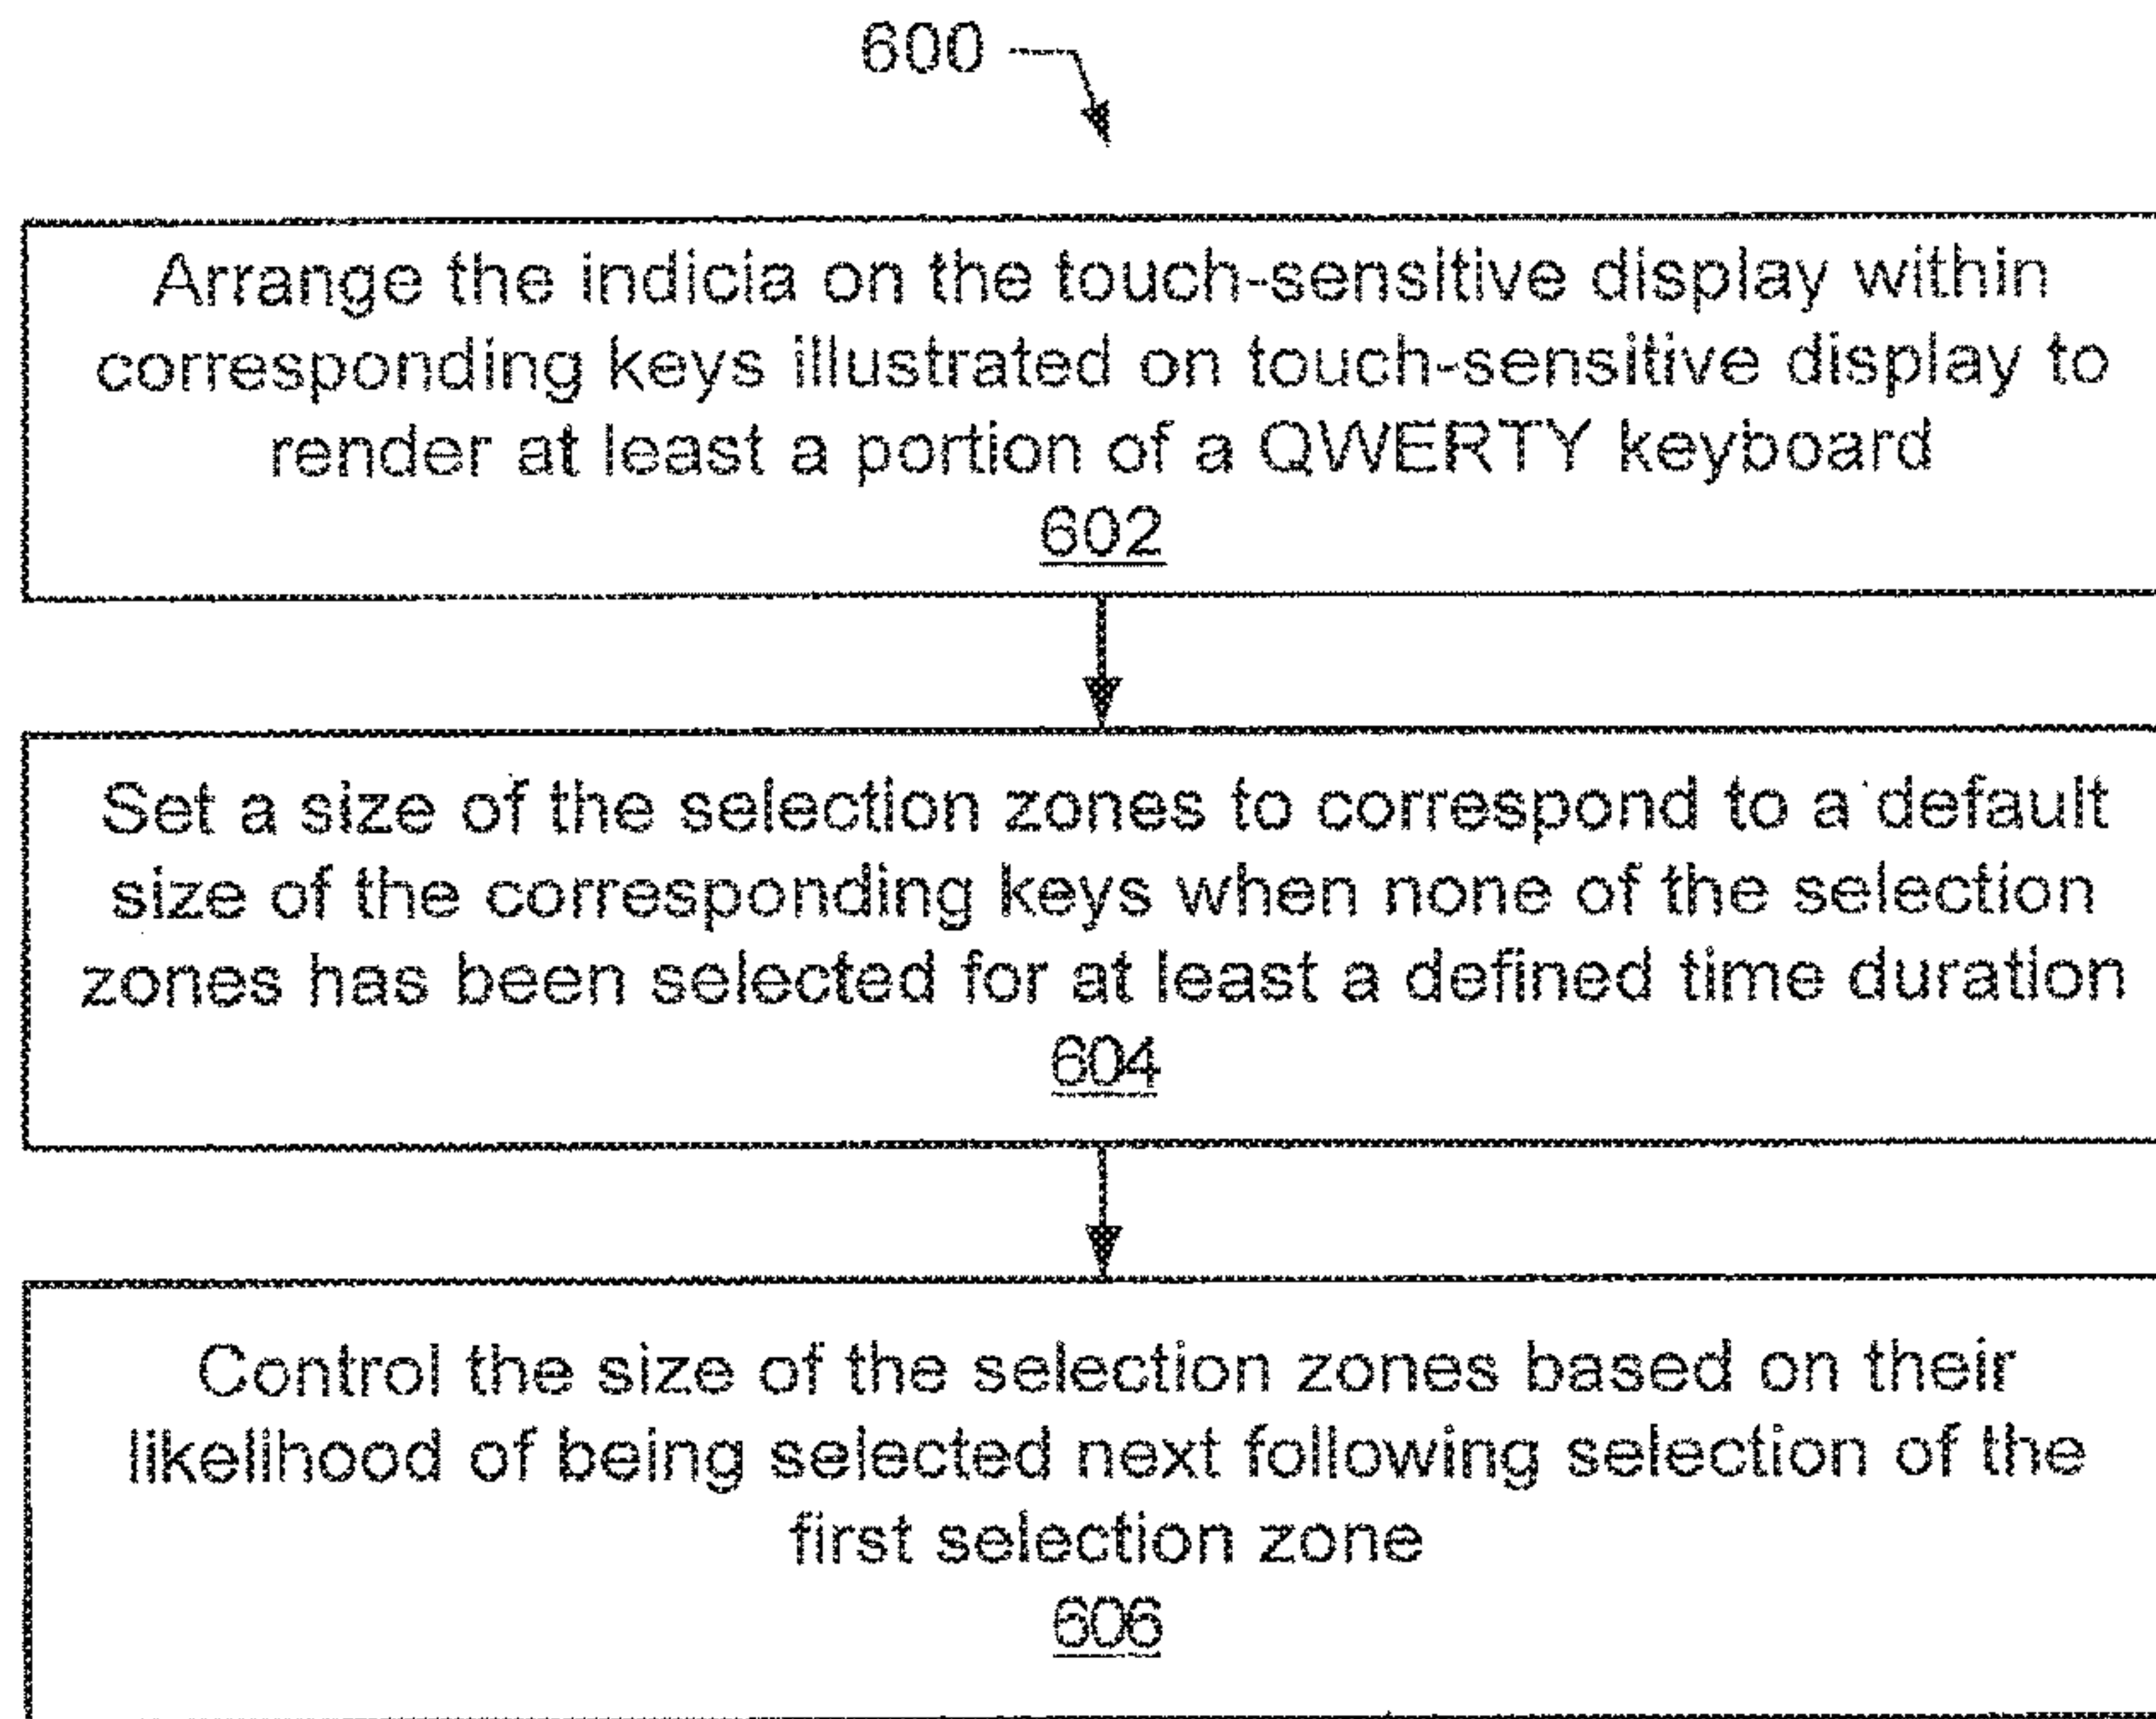 600
Arrange the indicia on the touch-sensitive display within
corresponding keys illustrated on touch-sensitive display to
render at least a portion of a QWERTY keyboard
602
Set a size of the selection zones to correspond to a default
size of the corresponding keys when none of the selection
zones has been selected for at least a defined time duration
604
Control the size of the selection zones based on their
likelihood of being selected next following selection of the
first selection zone
606